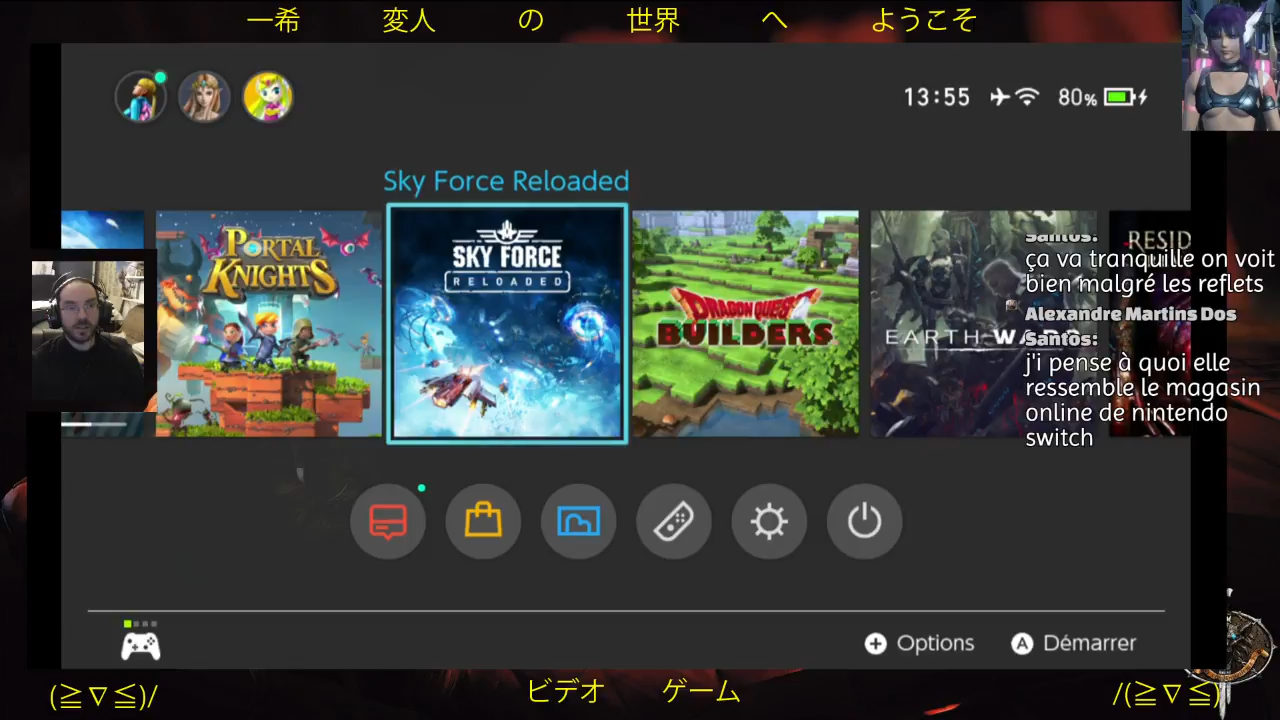 一希 変人 の 世界 へ ようこそ
13:55
80%
Sky Force Reloaded
PORTAL
KNIGHTS
SKY FORCE
RELOADED
DRAGON QUEST
BUILDERS
EARTH WA
RESID
Santos:
ça va tranquille on voit
bien malgré les reflets
Alexandre Martins Dos
Santos:
j'i pense à quoi elle
ressemble le magasin
online de nintendo
switch
Options
Démarrer
(≧∇≦)/
ビデオ ゲーム
/(≧∇≦)